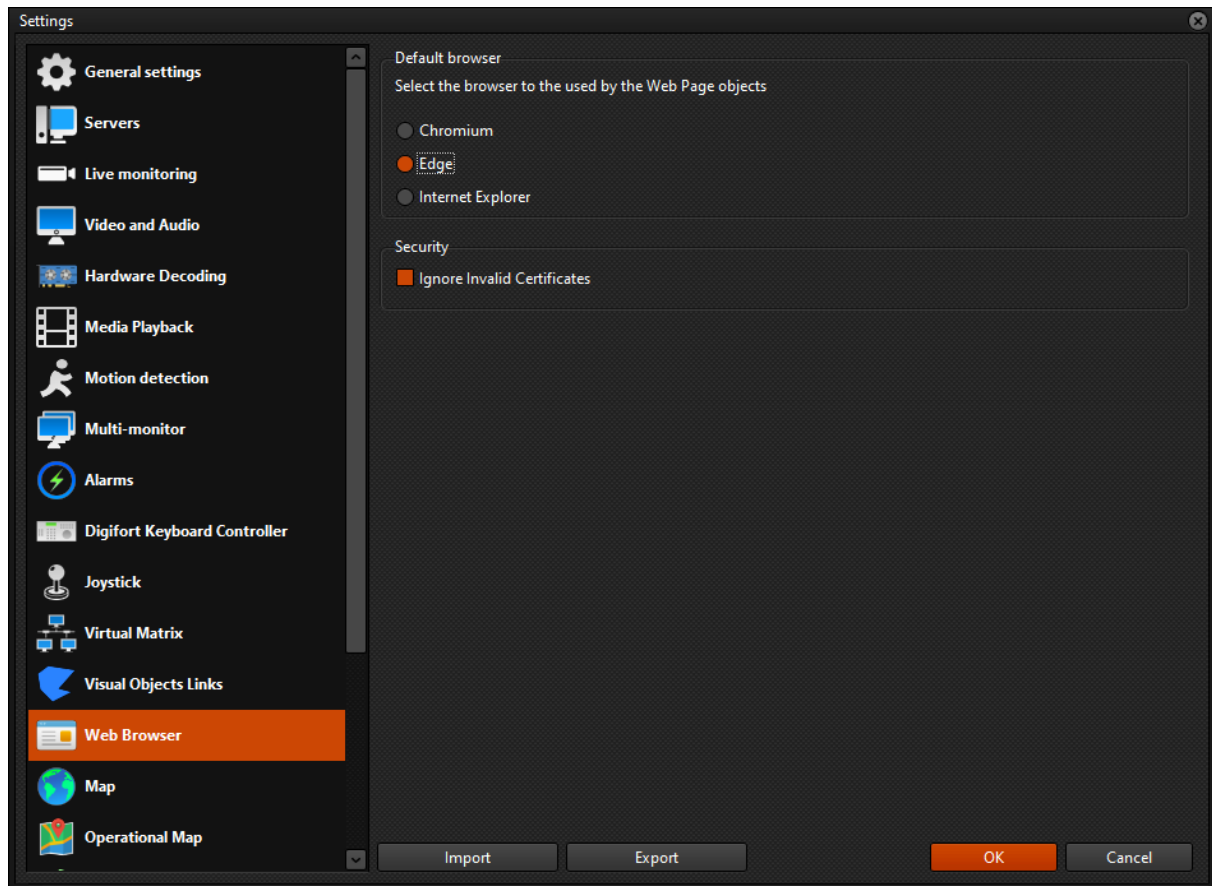 Settings
General settings
Servers
Live monitoring
Video and Audio
Hardware Decoding
Media Playback
Motion detection
Multi-monitor
Alarms
Digifort Keyboard Controller
Joystick
Virtual Matrix
Visual Objects Links
Web Browser
Map
Operational Map
Default browser
Select the browser to the used by the Web Page objects
Chromium
Edge
Internet Explorer
Security
Ignore Invalid Certificates
Import
Export
OK
Cancel